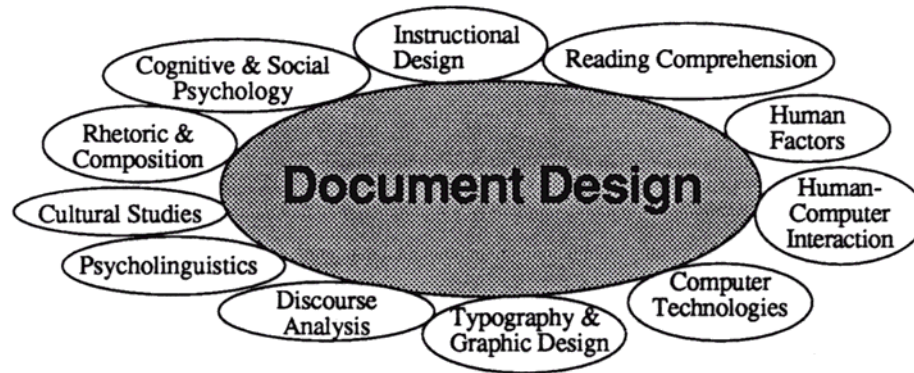 Instructional
Design
Reading Comprehension
Cognitive & Social
Psychology
Human
Factors
Rhetoric &
Composition
Document Design
Human-
Computer
Interaction
Cultural Studies
Psycholinguistics
Computer
Technologies
Discourse
Analysis
Typography &
Graphic Design